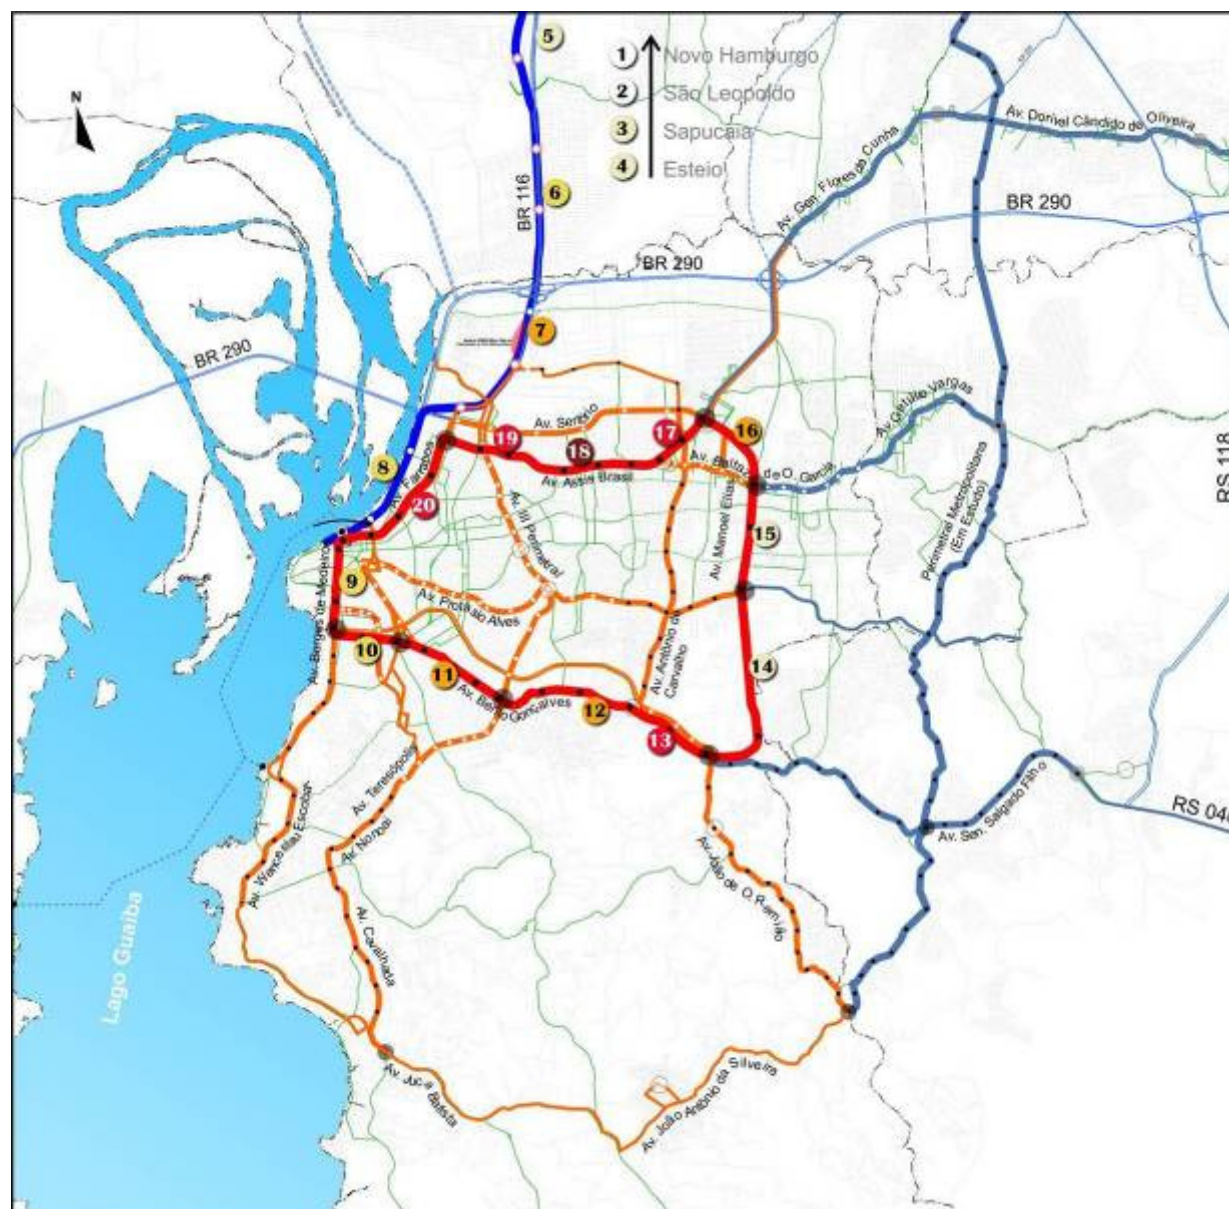 5
1 Novo Hamburgo
2 São Leopoldo
3 Sapucaia
4 Esteio
N
6
BR 116
Av. Gen. Flores da Cunha
Av. Dorivel Cândido de Oliveira
BR 290
BR 290
BR 290
7
8
Av. Farrapos
Av. Sertório
19
18
17
16
Av. Assis Brasil
Av. Baltazar de O. Garcia
Av. Getúlio Vargas
RS 118
20
Av. III Perimetral
Av. Manoel Elias
15
Perimetral Metropolitana
(Em Estudo)
9
Av. Borges de Medeiro
Av. Protásio Alves
10
11
Av. Bento Gonçalves
12
13
14
Av. Antônio de
Carvalho
Av. Teresópolis
Av. Nonoai
Av. Wenceslau Escobar
Av. Cavalhada
Av. João de O. Remião
Av. Sen. Salgado Filho
RS 040
Lago Guaíba
Av. Juca Batista
Av. João Antônio da Silveira